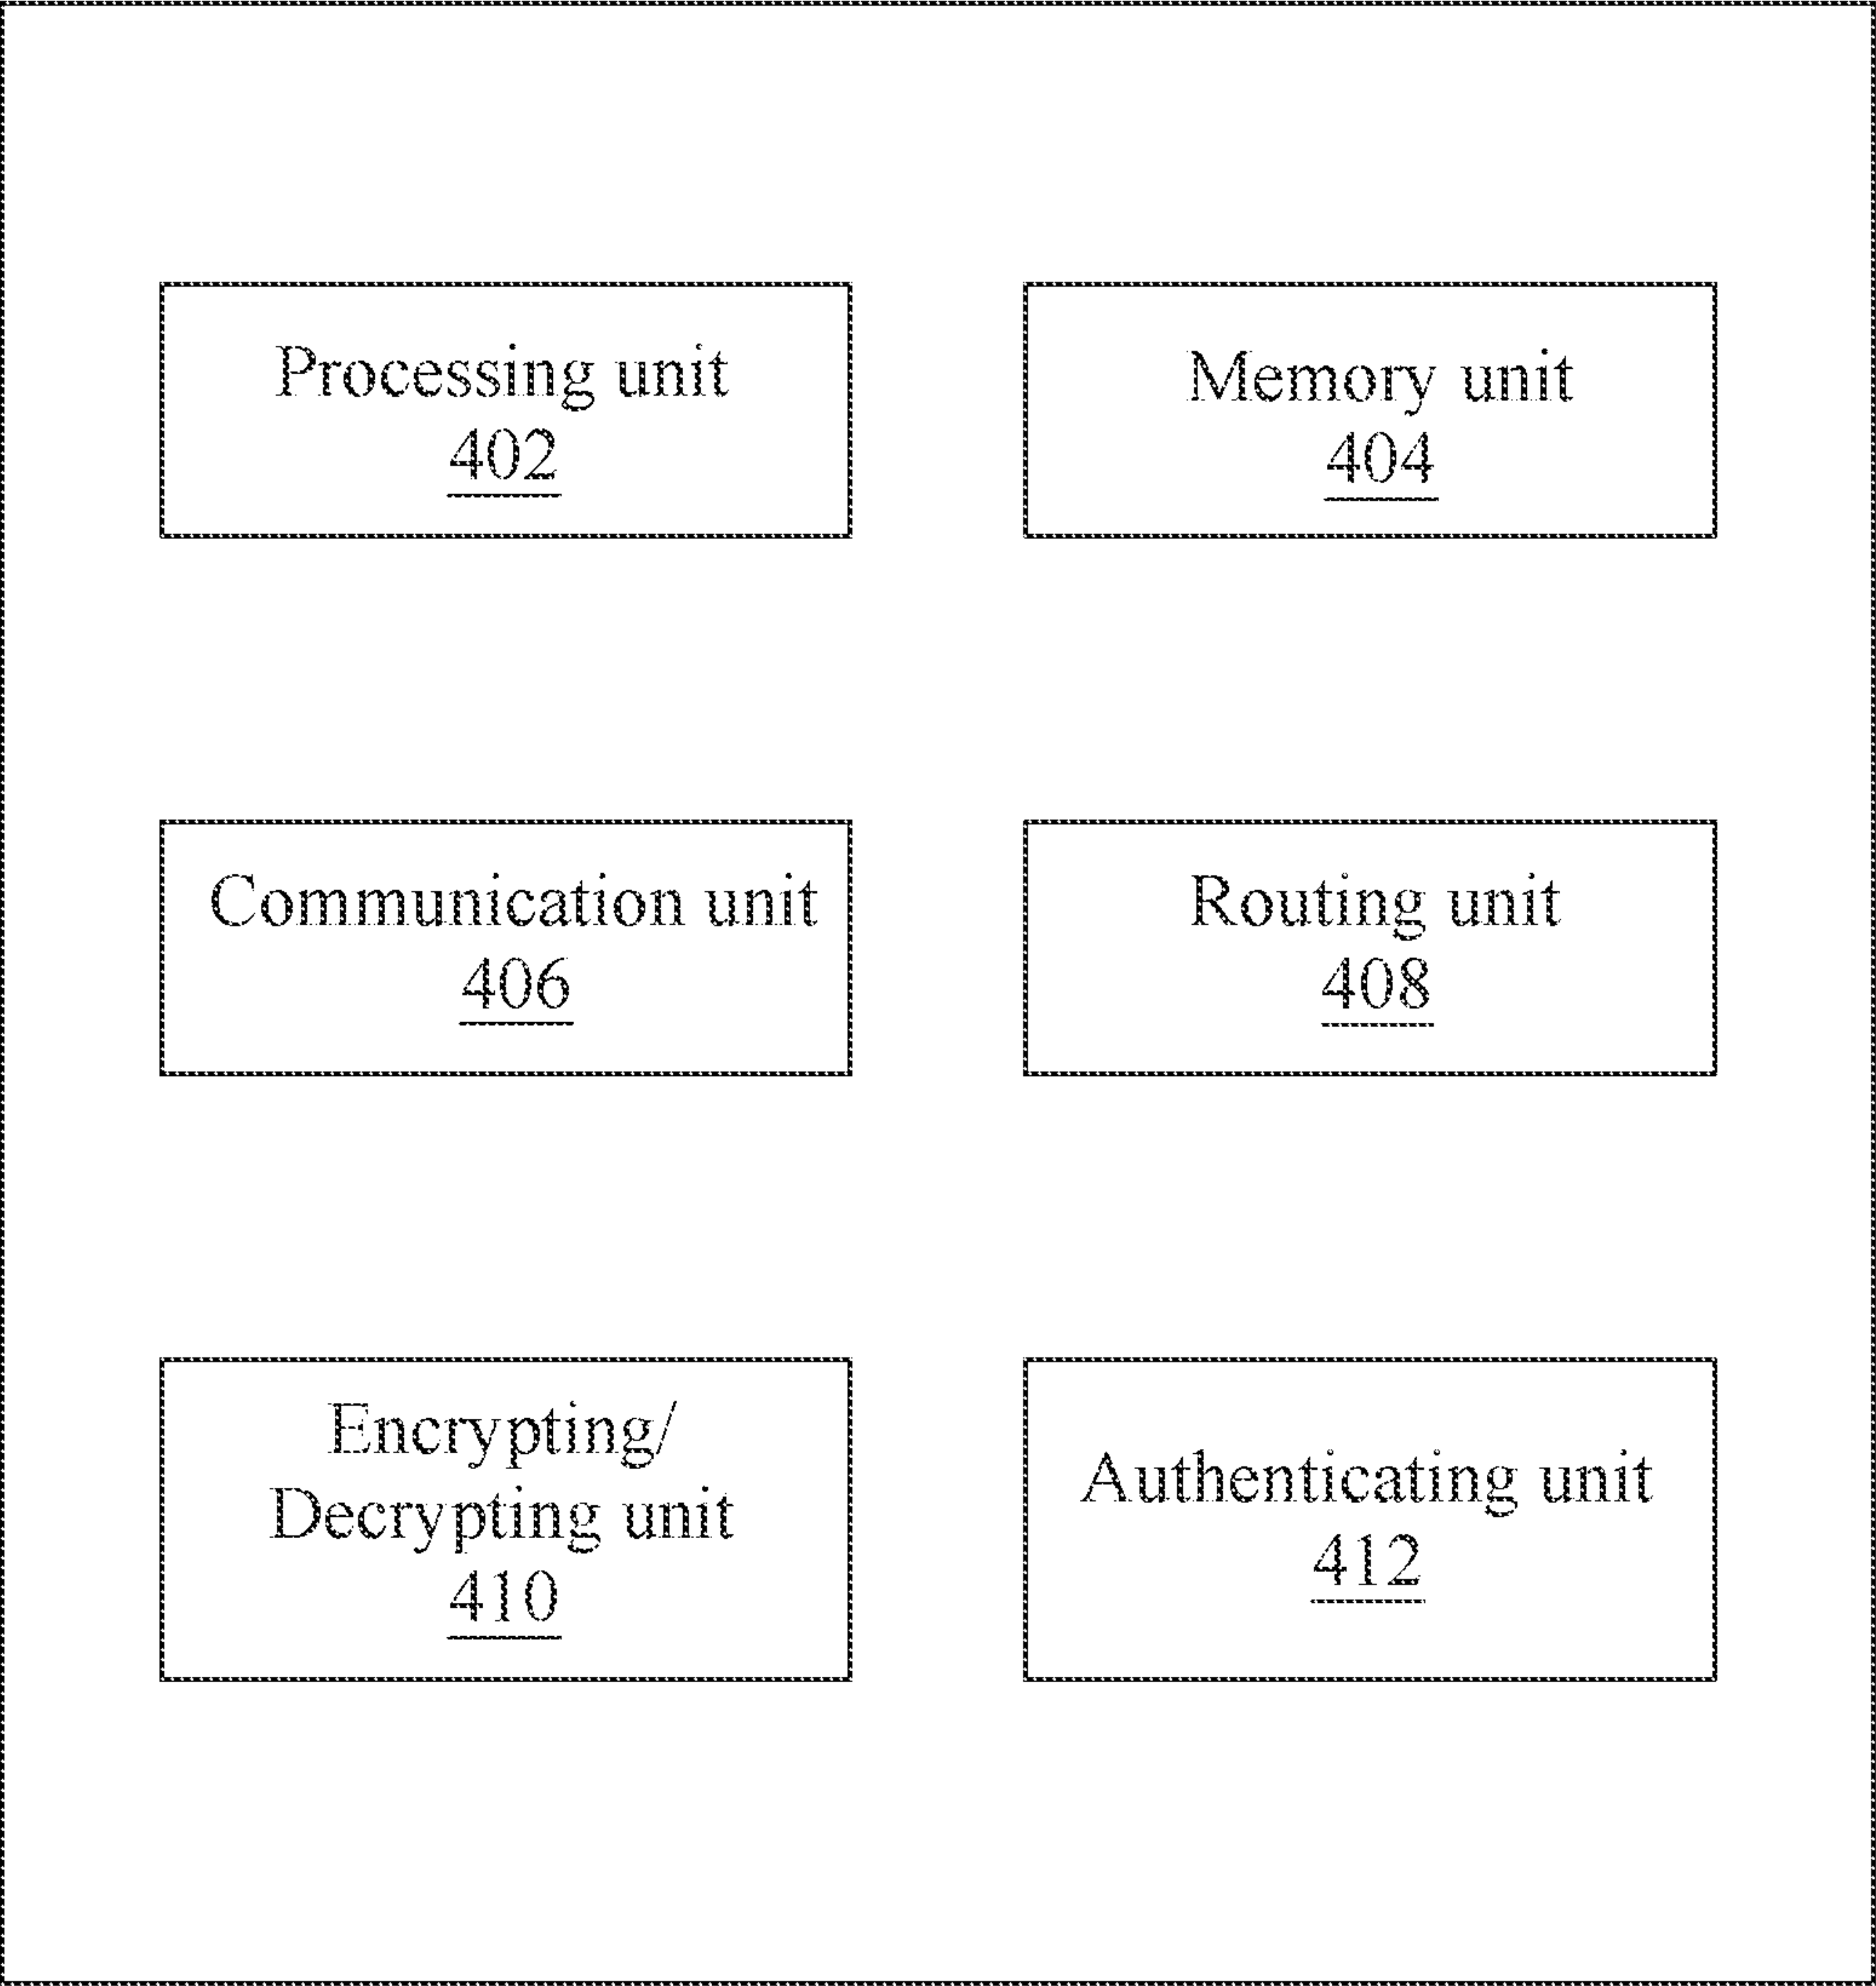 Processing unit
402
Memory unit
404
Communication unit
406
Routing unit
408
Encrypting/
Decrypting unit
410
Authenticating unit
412